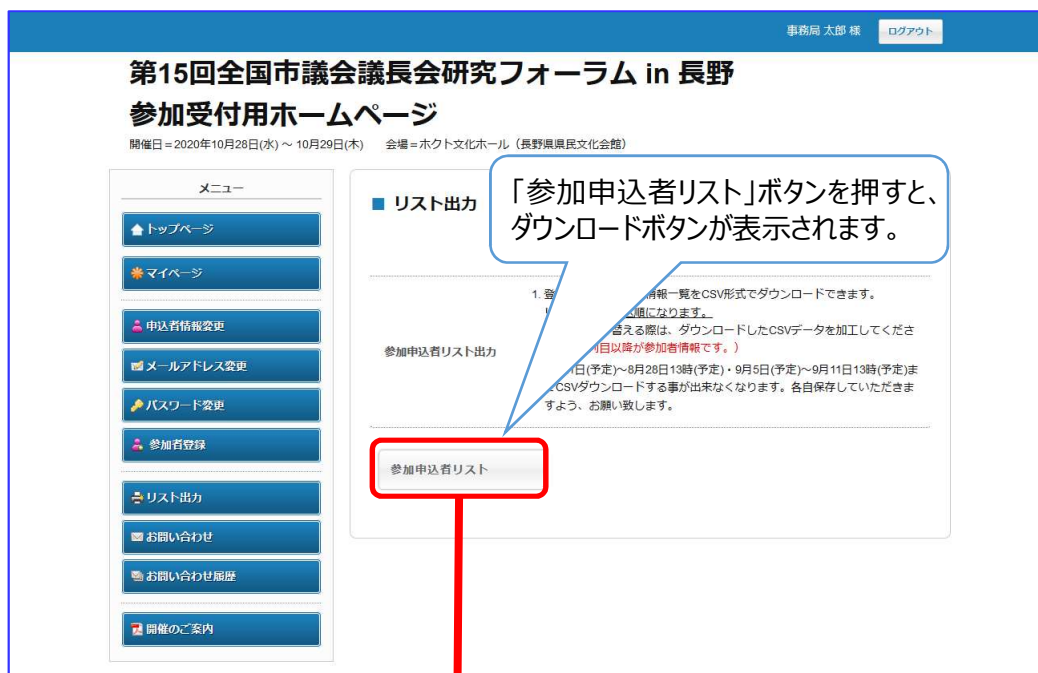 事務局 太郎 様
ログアウト
第15回全国市議会議長会研究フォーラム in 長野
参加受付用ホームページ
開催日＝2020年10月28日(水) ～ 10月29日(木) 会場＝ホクト文化ホール（長野県県民文化会館）
メニュー
トップページ
マイページ
申込者情報変更
メールアドレス変更
パスワード変更
参加者登録
リスト出力
お問い合わせ
お問い合わせ履歴
開催のご案内
リスト出力
「参加申込者リスト」ボタンを押すと、
ダウンロードボタンが表示されます。
参加申込者リスト出力
1. 登 情報一覧をCSV形式でダウンロードできます。
順になります。
替える際は、ダウンロードしたCSVデータを加工してくださ
列目以降が参加者情報です。）
日(予定)～8月28日13時(予定)・9月5日(予定)～9月11日13時(予定)ま
CSVダウンロードする事が出来なくなります。各自保存していただきま
すよう、お願い致します。
参加申込者リスト